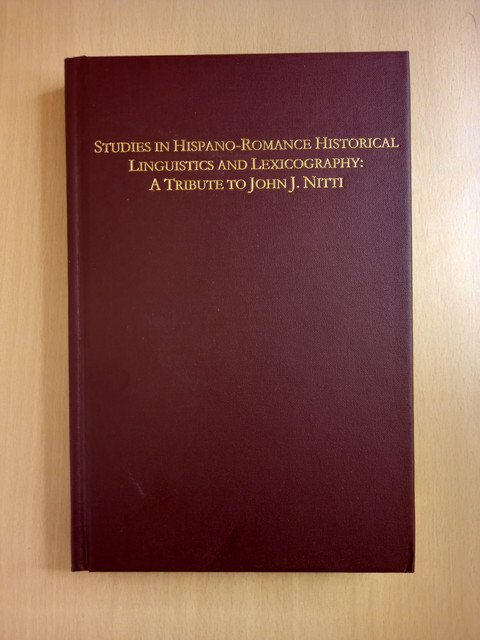 STUDIES IN HISPANO-ROMANCE HISTORICAL
LINGUISTICS AND LEXICOGRAPHY:
A TRIBUTE TO JOHN J. NITTI